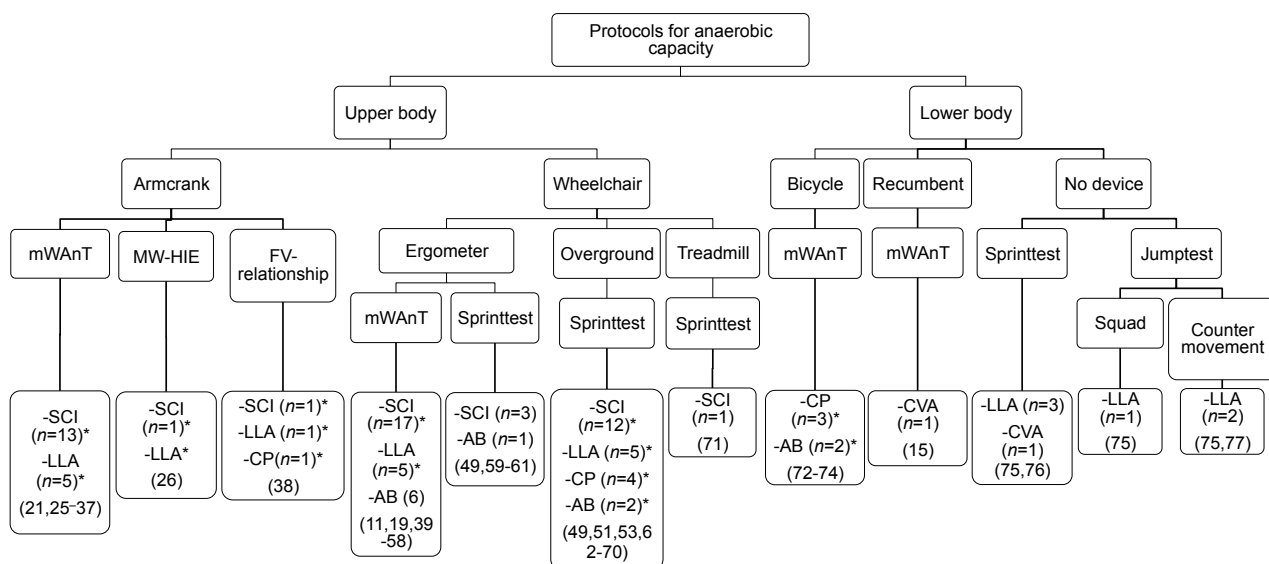 Protocols for anaerobic
capacity
Upper body
Lower body
Armcrank
Wheelchair
Bicycle
Recumbent
No device
mWAnT
MW-HIE
FV-
relationship
Ergometer
Overground
Treadmill
mWAnT
mWAnT
Sprinttest
Jumptest
mWAnT
Sprinttest
Sprinttest
Sprinttest
Squad
Counter
movement
-SCI
(n=13)*
-LLA
(n=5)*
(21,25–37)
-SCI
(n=1)*
-LLA*
(26)
-SCI (n=1)*
-LLA (n=1)*
-CP(n=1)*
(38)
-SCI
(n=17)*
-LLA
(n=5)*
-AB (6)
(11,19,39
-58)
-SCI (n=3)
-AB (n=1)
(49,59-61)
-SCI
(n=12)*
-LLA (n=5)*
-CP (n=4)*
-AB (n=2)*
(49,51,53,6
2-70)
-SCI
(n=1)
(71)
-CP
(n=3)*
-AB (n=2)*
(72-74)
-CVA
(n=1)
(15)
-LLA (n=3)
-CVA
(n=1)
(75,76)
-LLA
(n=1)
(75)
-LLA
(n=2)
(75,77)